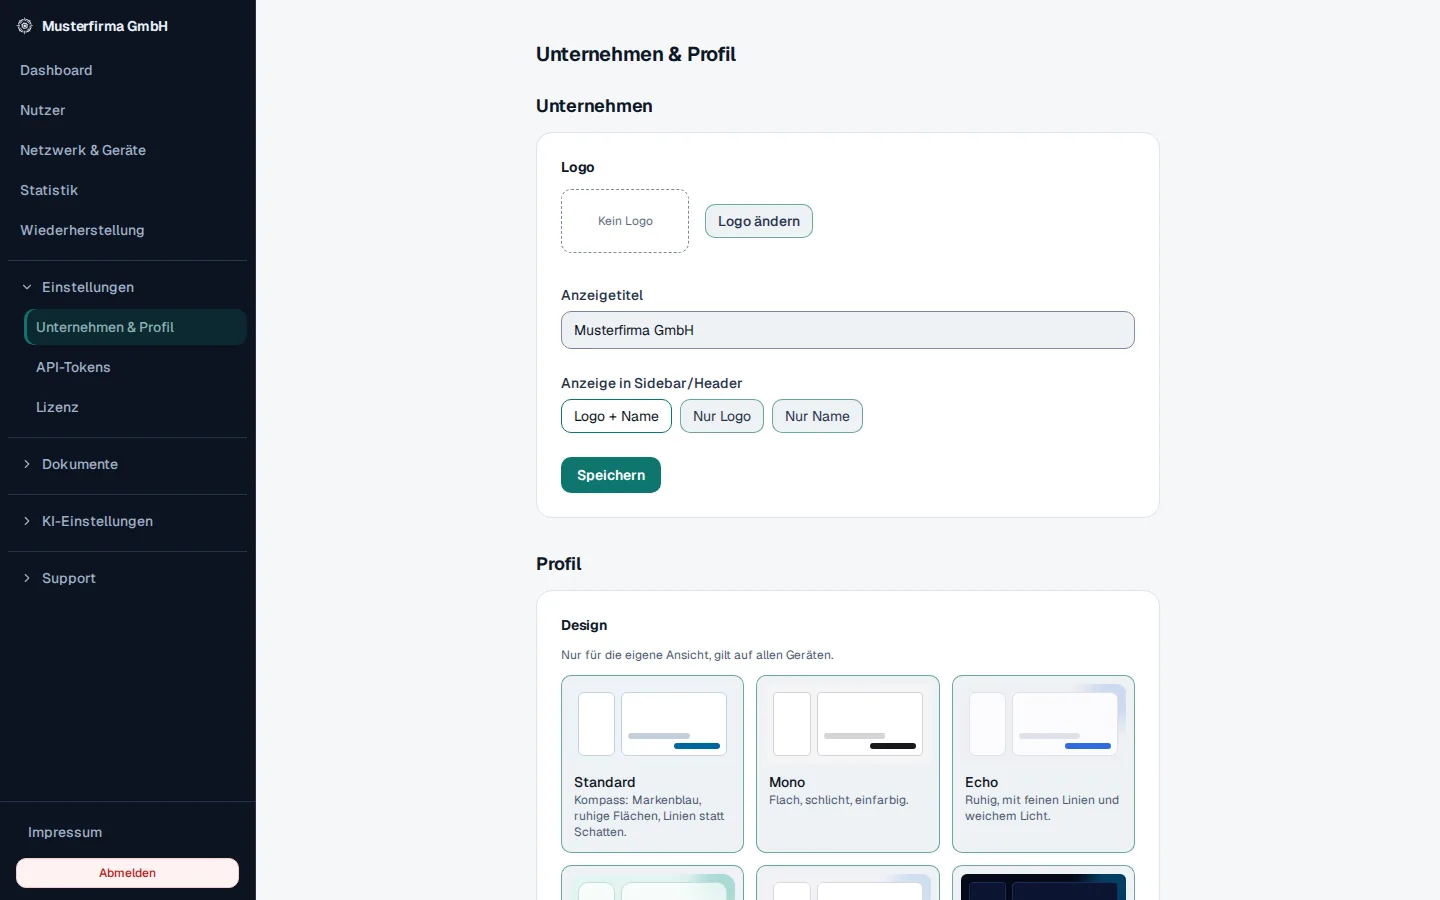 Musterfirma GmbH
Dashboard
Nutzer
Netzwerk & Geräte
Statistik
Wiederherstellung
Einstellungen
Unternehmen & Profil
API-Tokens
Lizenz
Dokumente
KI-Einstellungen
Support
Impressum
Abmelden
Unternehmen & Profil
Unternehmen
Logo
Kein Logo
Logo ändern
Anzeigetitel
Musterfirma GmbH
Anzeige in Sidebar/Header
Logo + Name
Nur Logo
Nur Name
Speichern
Profil
Design
Nur für die eigene Ansicht, gilt auf allen Geräten.
Standard
Kompass: Markenblau,
ruhige Flächen, Linien statt
Schatten.
Mono
Flach, schlicht, einfarbig.
Echo
Ruhig, mit feinen Linien und
weichem Licht.